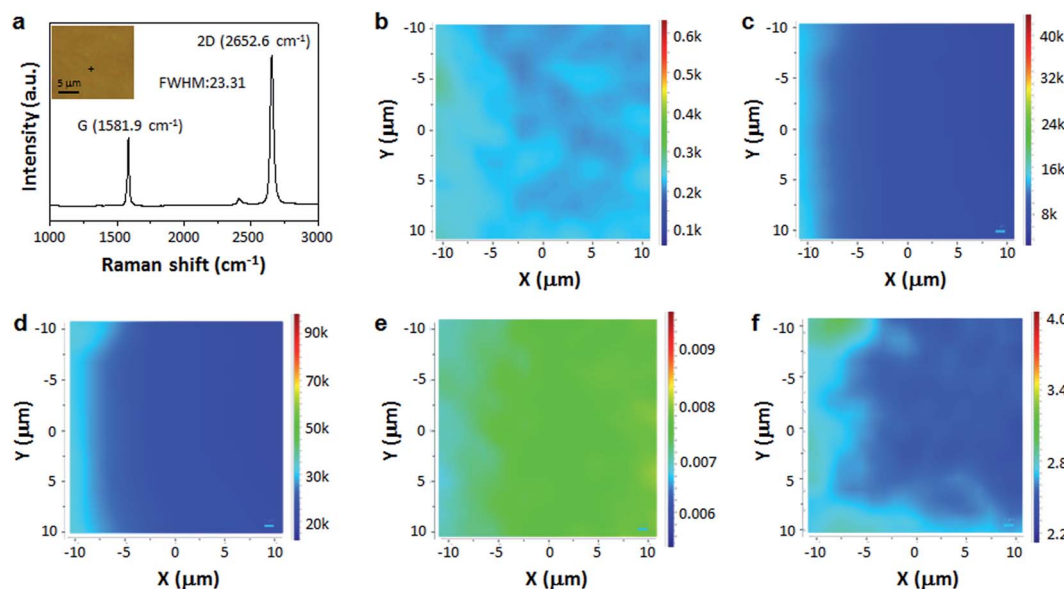 a
2D (2652.6 cm⁻¹)
FWHM:23.31
5 μm
G (1581.9 cm⁻¹)
Intensity (a.u.)
1000 1500 2000 2500 3000
Raman shift (cm⁻¹)
b
-10
-5
0
5
10
Y (μm)
-10 -5 0 5 10
X (μm)
0.6k
0.5k
0.4k
0.3k
0.2k
0.1k
c
-10
-5
0
5
10
Y (μm)
-10 -5 0 5 10
X (μm)
40k
32k
24k
16k
8k
d
-10
-5
0
5
10
Y (μm)
-10 -5 0 5 10
X (μm)
90k
70k
50k
30k
20k
e
-10
-5
0
5
10
Y (μm)
-10 -5 0 5 10
X (μm)
0.009
0.008
0.007
0.006
f
-10
-5
0
5
10
Y (μm)
-10 -5 0 5 10
X (μm)
4.0
3.4
2.8
2.2